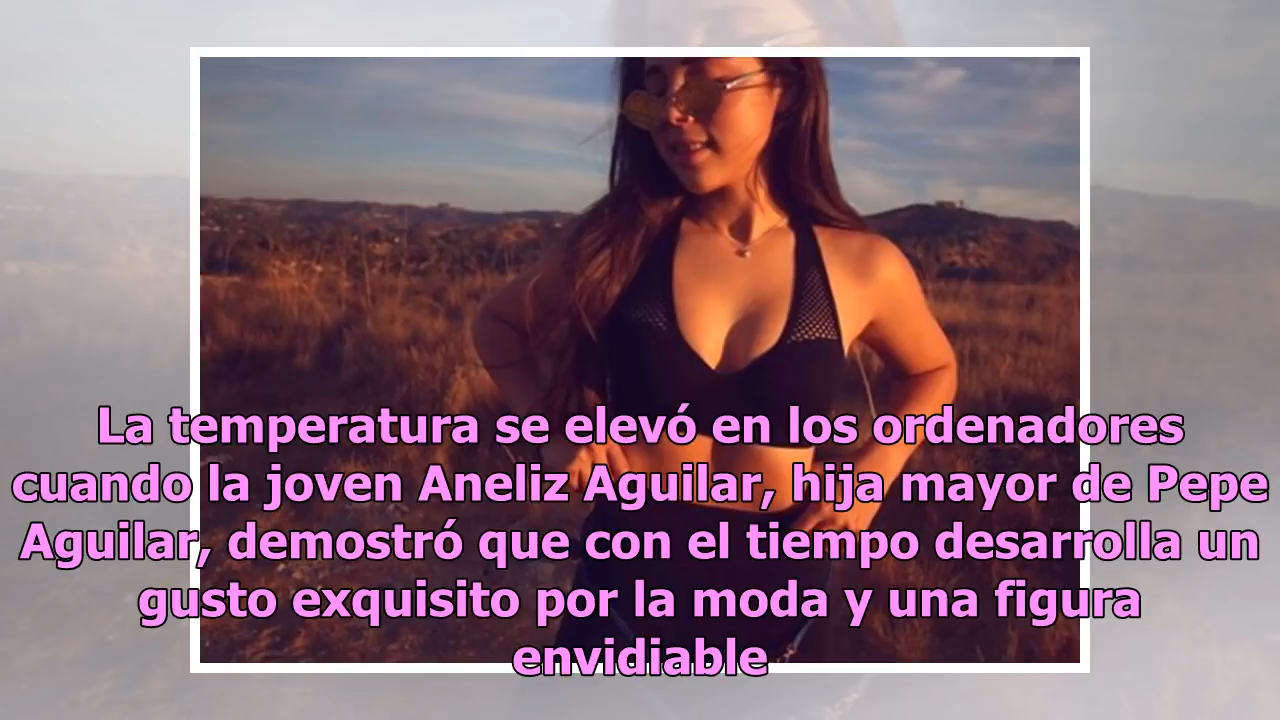 La temperatura se elevó en los ordenadores
cuando la joven Aneliz Aguilar, hija mayor de Pepe
Aguilar, demostró que con el tiempo desarrolla un
gusto exquisito por la moda y una figura
envidiable